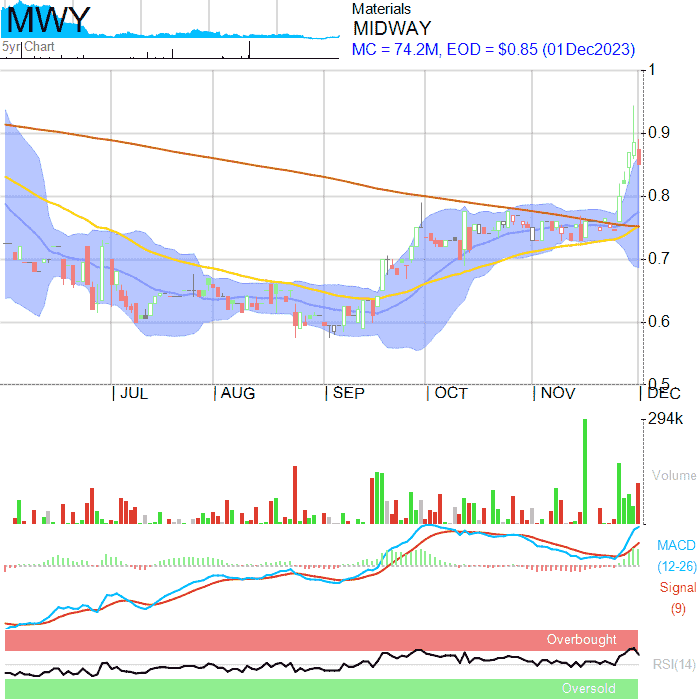 MWY
5yr Chart
Materials
MIDWAY
MC = 74.2M, EOD = $0.85 (01Dec2023)
1
0.9
0.8
0.7
0.6
0.5
JUL AUG SEP OCT NOV DEC
294k
Volume
MACD
(12-26)
Signal
(9)
Overbought
RSI(14)
Oversold